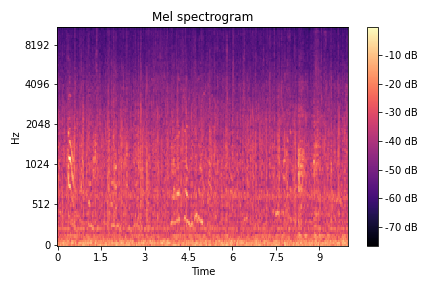 Mel spectrogram
8192
4096
2048
1024
512
0
Hz
0 1.5 3 4.5 6 7.5 9
Time
-10 dB
-20 dB
-30 dB
-40 dB
-50 dB
-60 dB
-70 dB